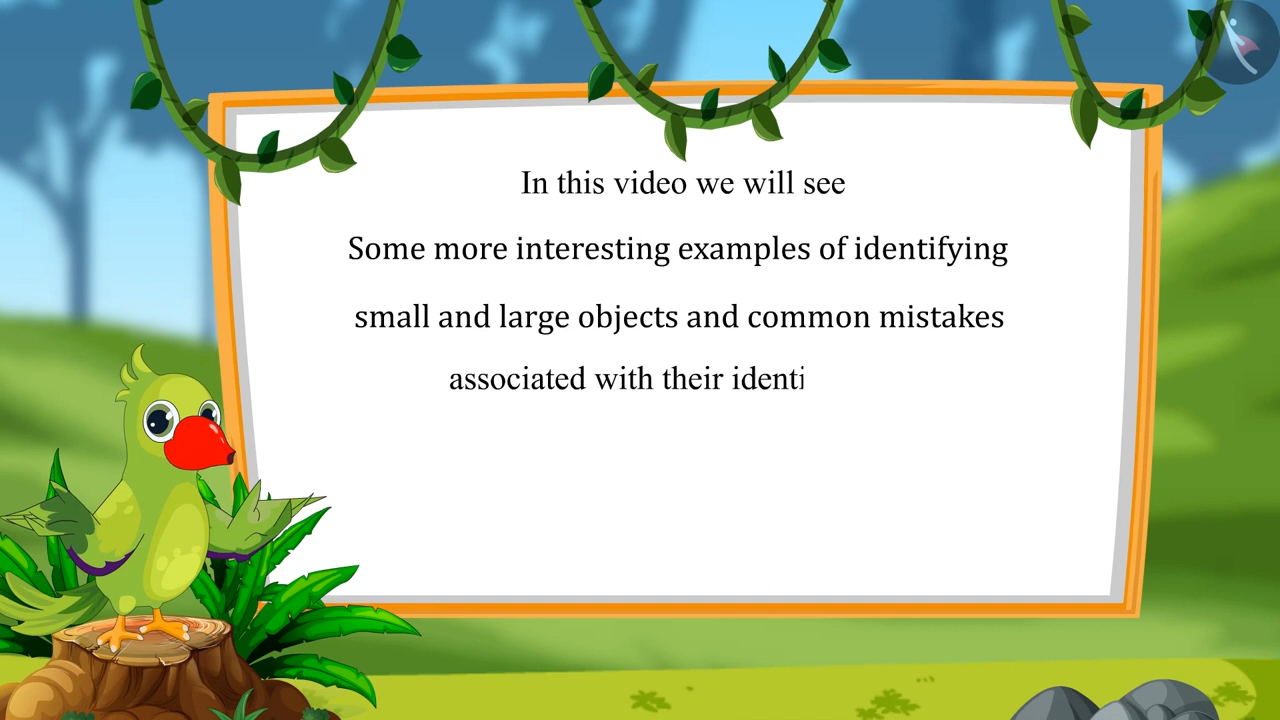 In this video we will see
Some more interesting examples of identifying
small and large objects and common mistakes
associated with their identi